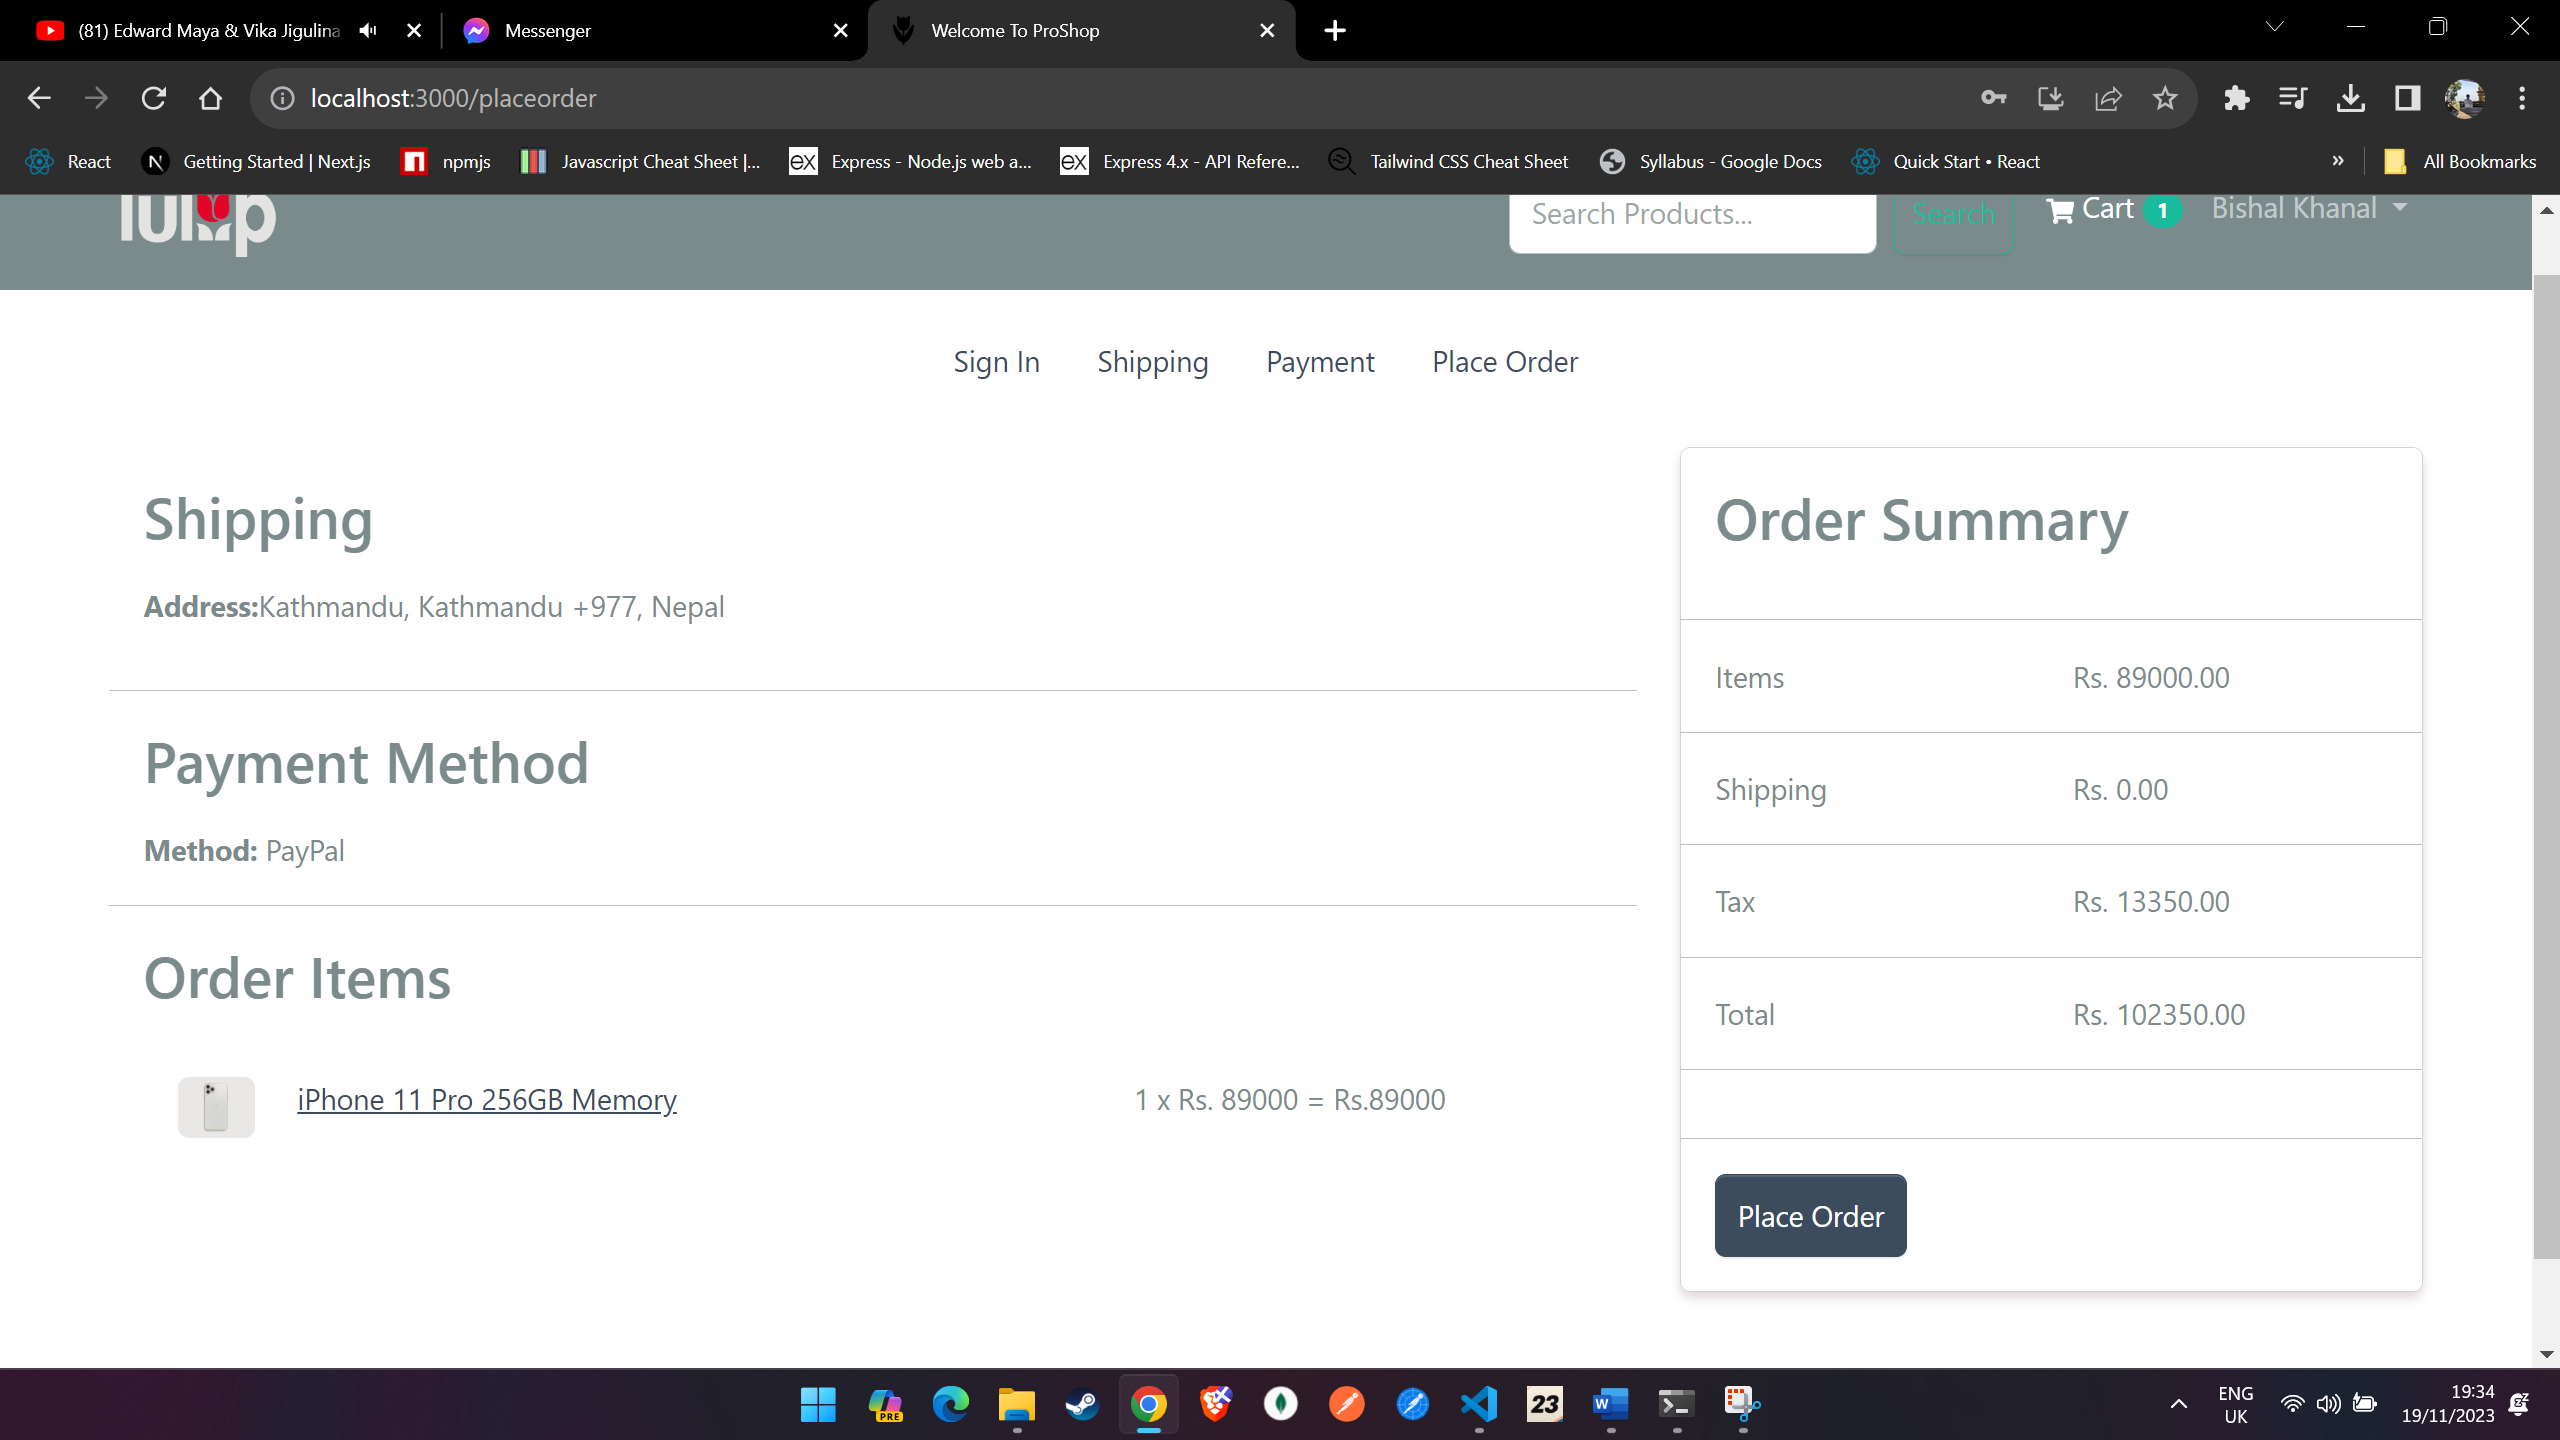 (81) Edward Maya & Vika Jigulina
Messenger
Welcome To ProShop
localhost:3000/placeorder
React
Getting Started | Next.js
npmjs
Javascript Cheat Sheet |...
Express - Node.js web a...
Express 4.x - API Refere...
Tailwind CSS Cheat Sheet
Syllabus - Google Docs
Quick Start • React
»
All Bookmarks
Search Products...
Search
Cart 1
Bishal Khanal
Sign In
Shipping
Payment
Place Order
Shipping
Address:Kathmandu, Kathmandu +977, Nepal
Payment Method
Method: PayPal
Order Items
iPhone 11 Pro 256GB Memory
1 x Rs. 89000 = Rs.89000
Order Summary
Items Rs. 89000.00
Shipping Rs. 0.00
Tax Rs. 13350.00
Total Rs. 102350.00
Place Order
PRE
23
ENG
UK
19:34
19/11/2023